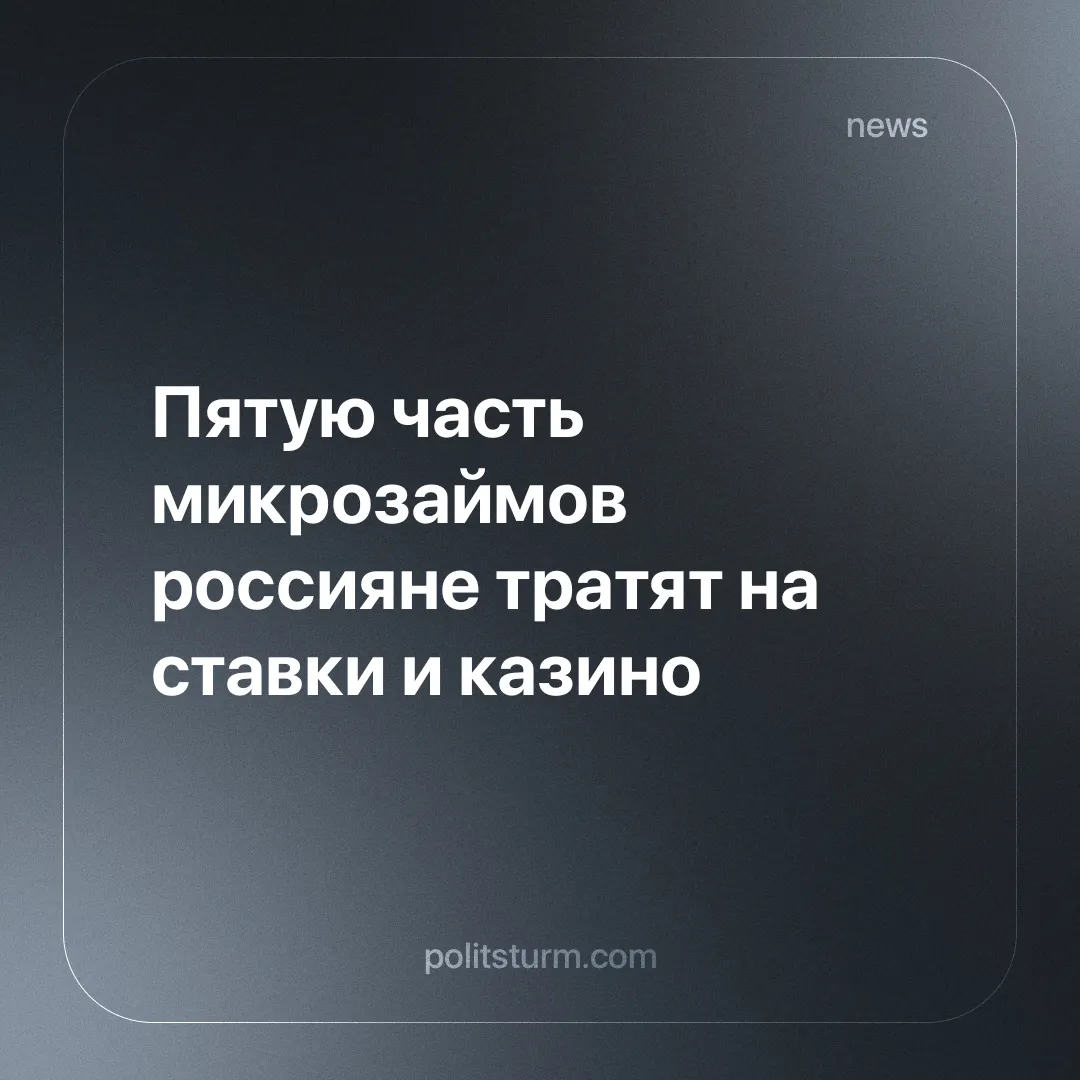 news
Пятую часть
микрозаймов
россияне тратят на
ставки и казино
politsturm.com